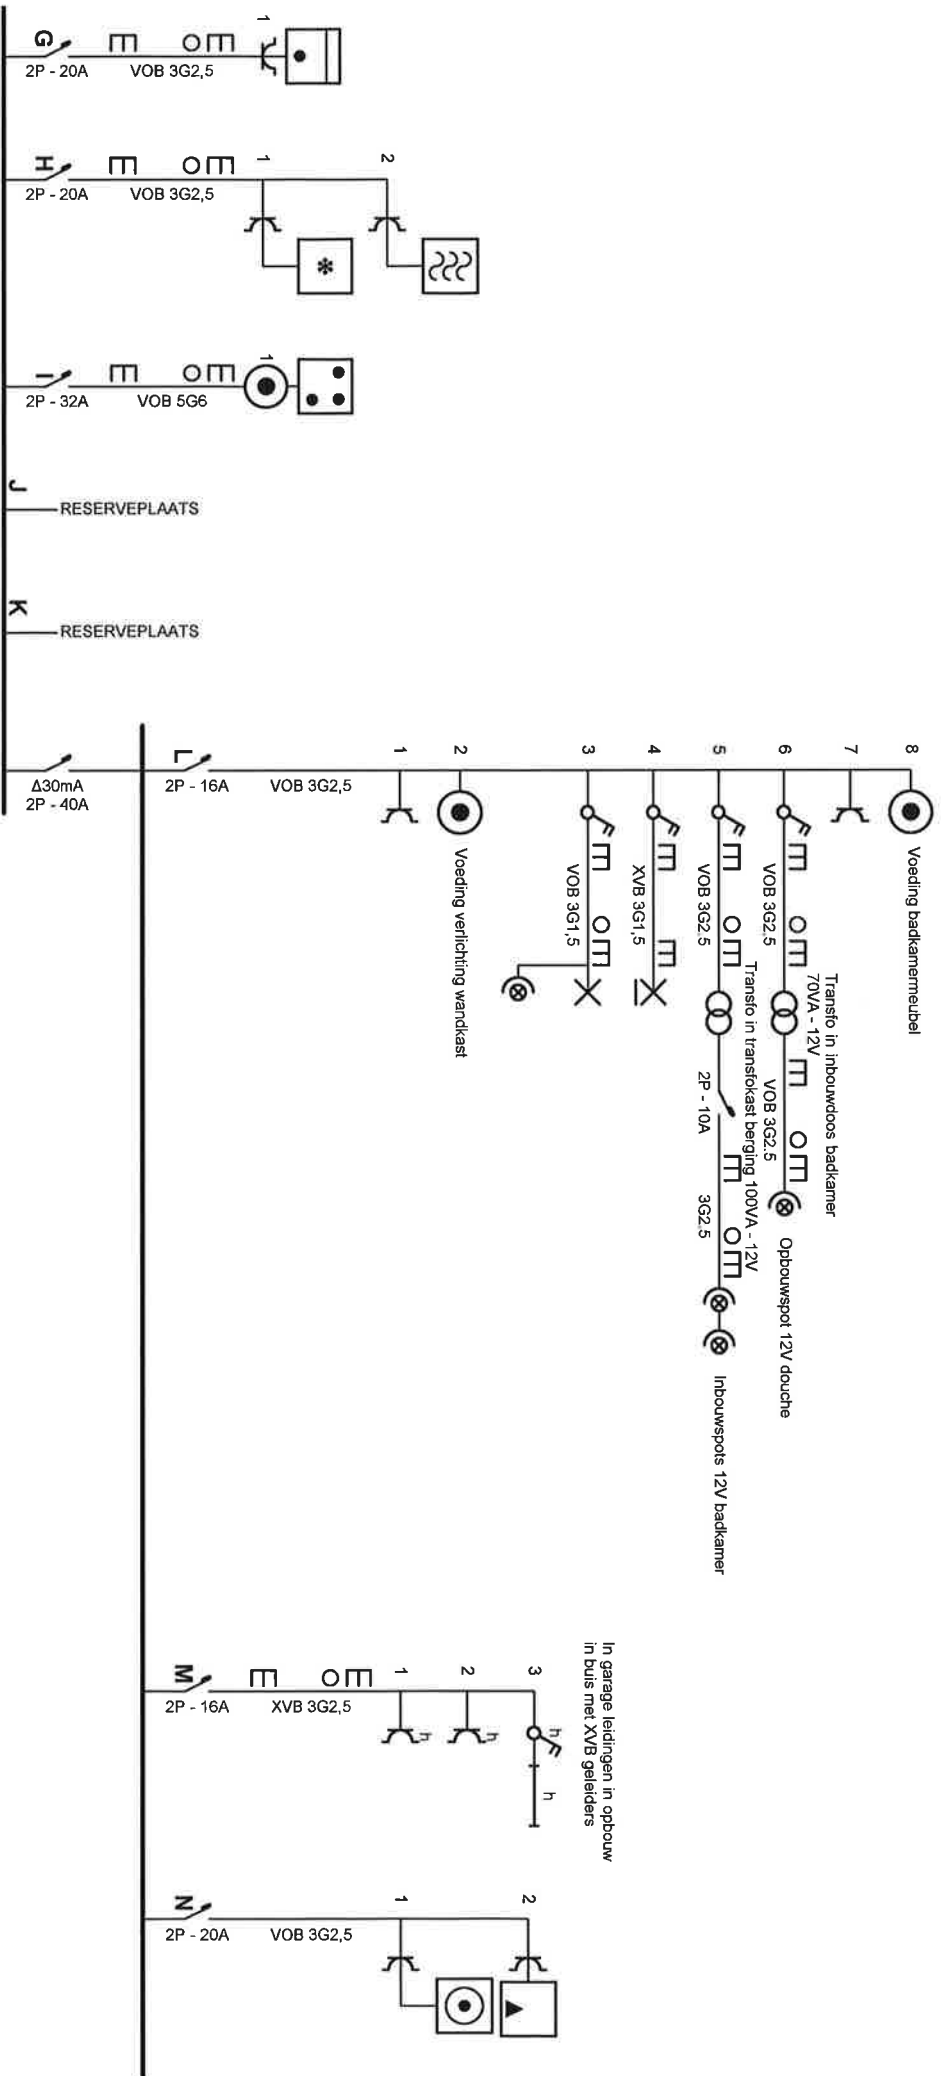 G
2P - 20A
VOB 3G2,5
1
H
2P - 20A
VOB 3G2,5
1
2
I
2P - 32A
VOB 5G6
1
J
RESERVEPLAATS
K
RESERVEPLAATS
Δ30mA
2P - 40A
L
2P - 16A
VOB 3G2,5
1
2
Voeding verlichting wandkast
3
VOB 3G1,5
4
XVB 3G1,5
5
VOB 3G2.5
Transfo in transfokast berging 100VA - 12V
2P - 10A
3G2.5
Inbouwspots 12V badkamer
6
VOB 3G2.5
Transfo in inbouwdoos badkamer
70VA - 12V
VOB 3G2.5
Opbouwspot 12V douche
7
8
Voeding badkamermeubel
M
2P - 16A
XVB 3G2,5
1
h
2
h
3
h
h
In garage leidingen in opbouw
in buis met XVB geleiders
N
2P - 20A
VOB 3G2,5
1
2